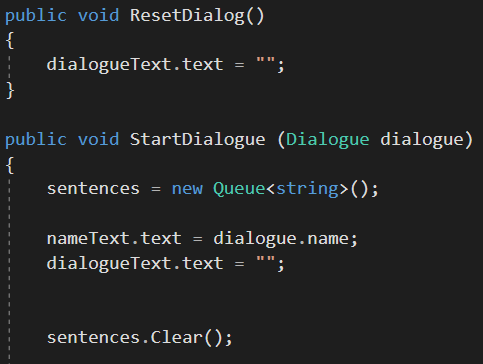 public void ResetDialog()
{
dialogueText.text = "";
}
public void StartDialogue (Dialogue dialogue)
{
sentences = new Queue<string>();
nameText.text = dialogue.name;
dialogueText.text = "";
sentences.Clear();